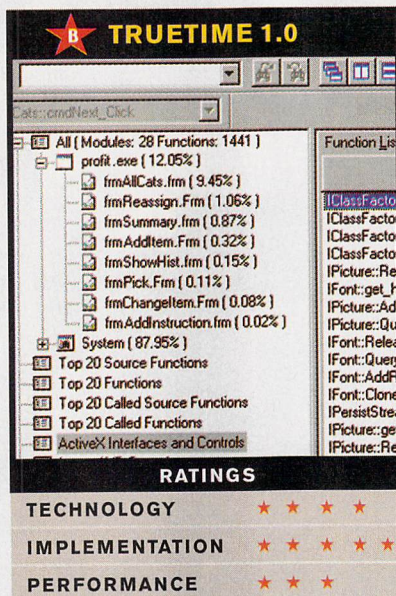 B TRUETIME 1.0
Cats::cmdNext_Click
All ( Modules: 28 Functions: 1441 )
profit.exe ( 12.05% )
frmAllCats.frm ( 9.45% )
frmReassign.Frm ( 1.06% )
frmSummary.frm ( 0.87% )
frmAddItem.Frm ( 0.32% )
frmShowHist.frm ( 0.15% )
frmPick.Frm ( 0.11% )
frmChangeItem.Frm ( 0.08% )
frmAddInstruction.frm ( 0.02% )
System ( 87.95% )
Top 20 Source Functions
Top 20 Functions
Top 20 Called Source Functions
Top 20 Called Functions
ActiveX Interfaces and Controls
Function Lis
IClassFacto
IClassFacto
IClassFacto
IClassFacto
IPicture::Re
IFont::get_h
IPicture::Ad
IPicture::Qu
IFont::Relea
IFont::Query
IFont::AddR
IFont::Clone
IPersistStrea
IPicture::ge
IPicture::Re
RATINGS
TECHNOLOGY
IMPLEMENTATION
PERFORMANCE